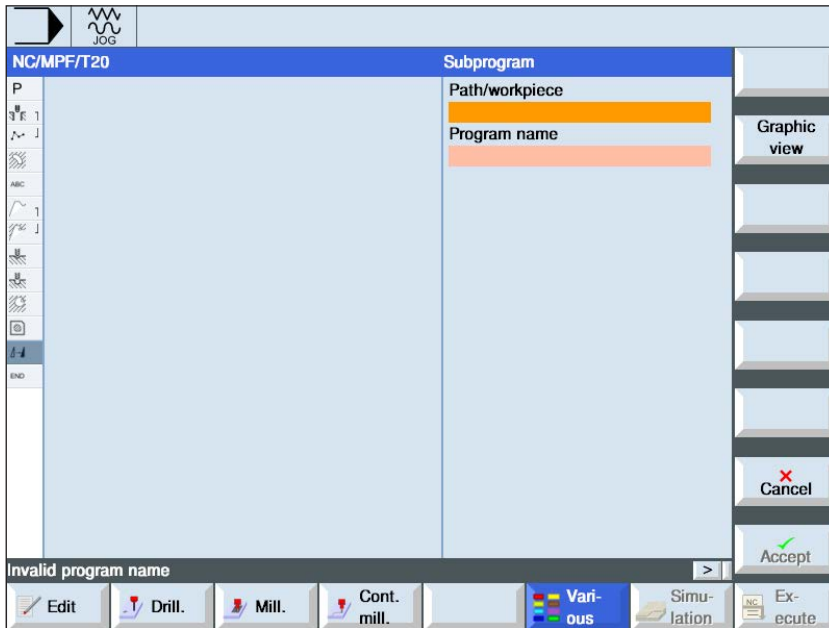 JOG
NC/MPF/T20
Subprogram
P
Path/workpiece
Program name
ABC
END
Graphic
view
Cancel
Accept
Invalid program name
>
Edit
Drill.
Mill.
Cont.
mill.
Vari-
ous
Simu-
lation
NC
Ex-
ecute